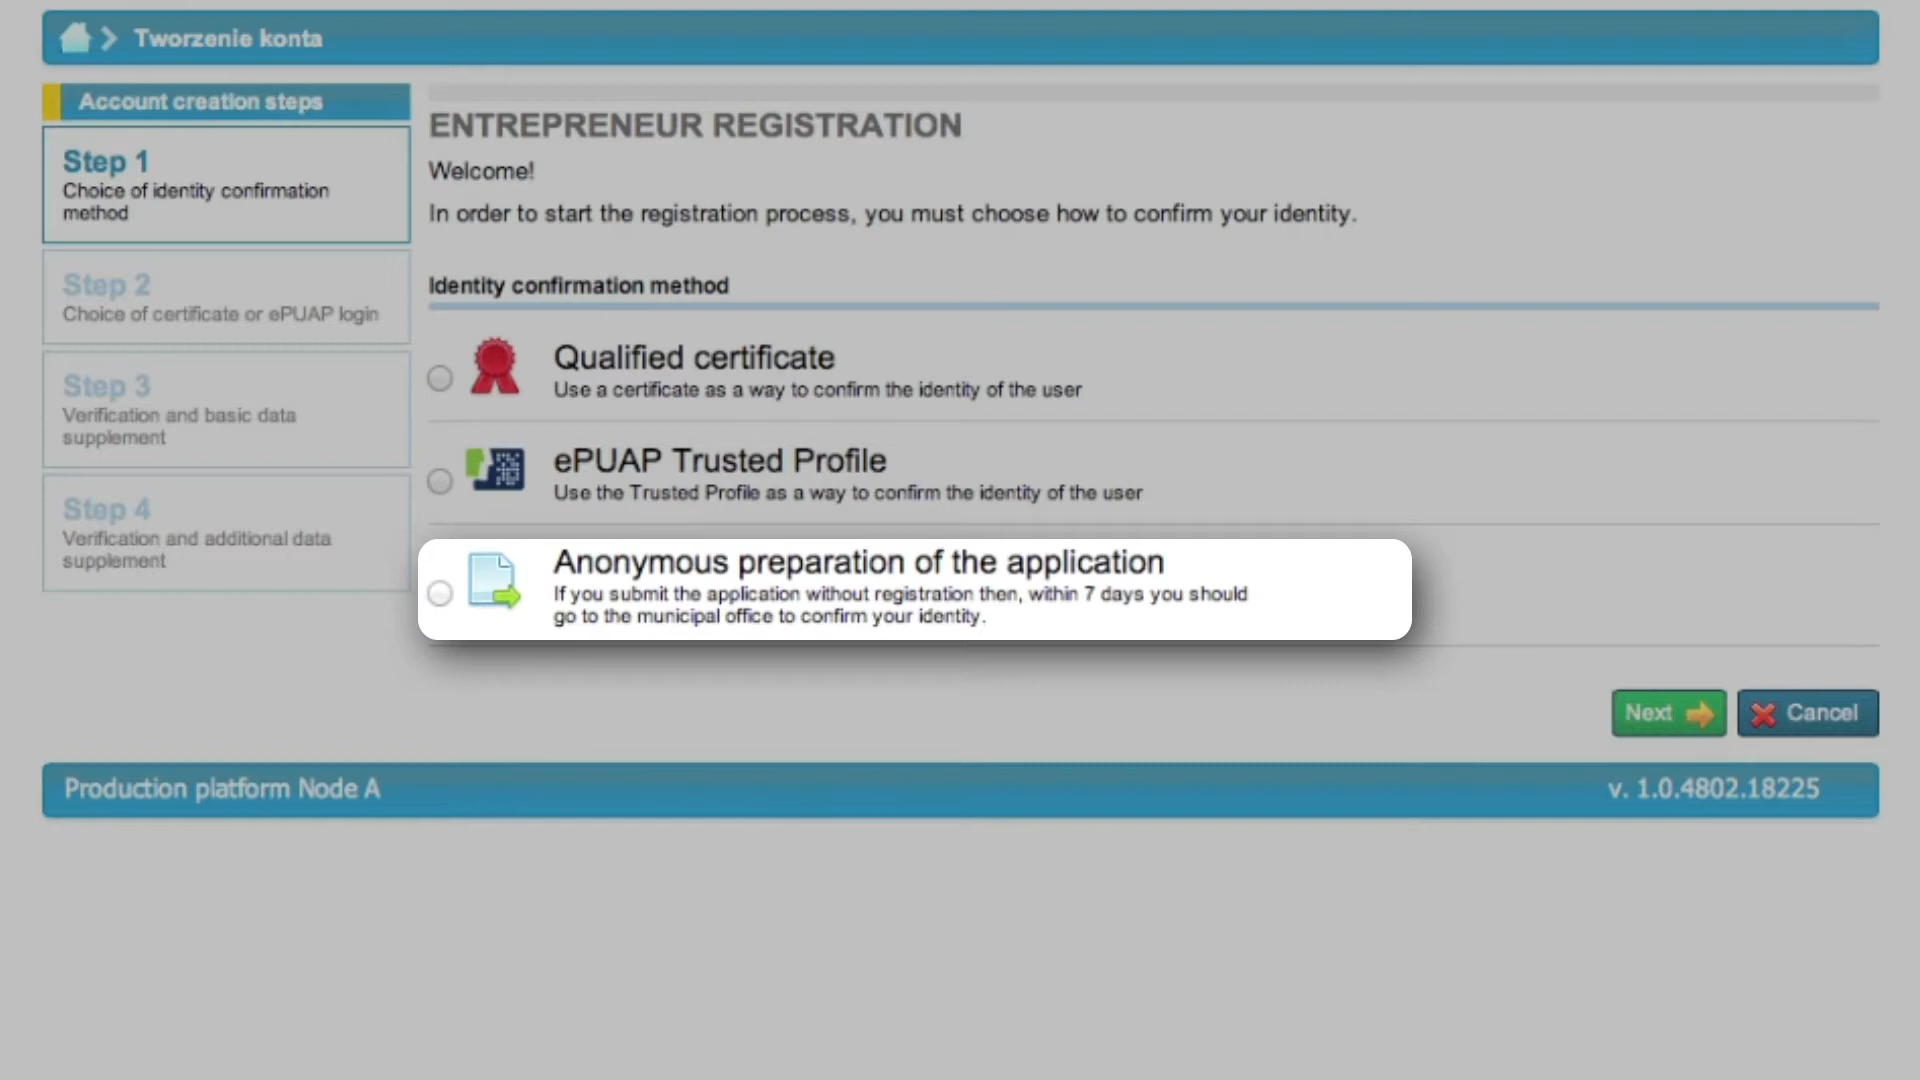 Tworzenie konta
Account creation steps
Step 1
Choice of identity confirmation
method
Step 2
Choice of certificate or ePUAP login
Step 3
Verification and basic data
supplement
Step 4
Verification and additional data
supplement
ENTREPRENEUR REGISTRATION
Welcome!
In order to start the registration process, you must choose how to confirm your identity.
Identity confirmation method
Qualified certificate
Use a certificate as a way to confirm the identity of the user
ePUAP Trusted Profile
Use the Trusted Profile as a way to confirm the identity of the user
Anonymous preparation of the application
If you submit the application without registration then, within 7 days you should
go to the municipal office to confirm your identity.
Next
Cancel
Production platform Node A
v. 1.0.4802.18225